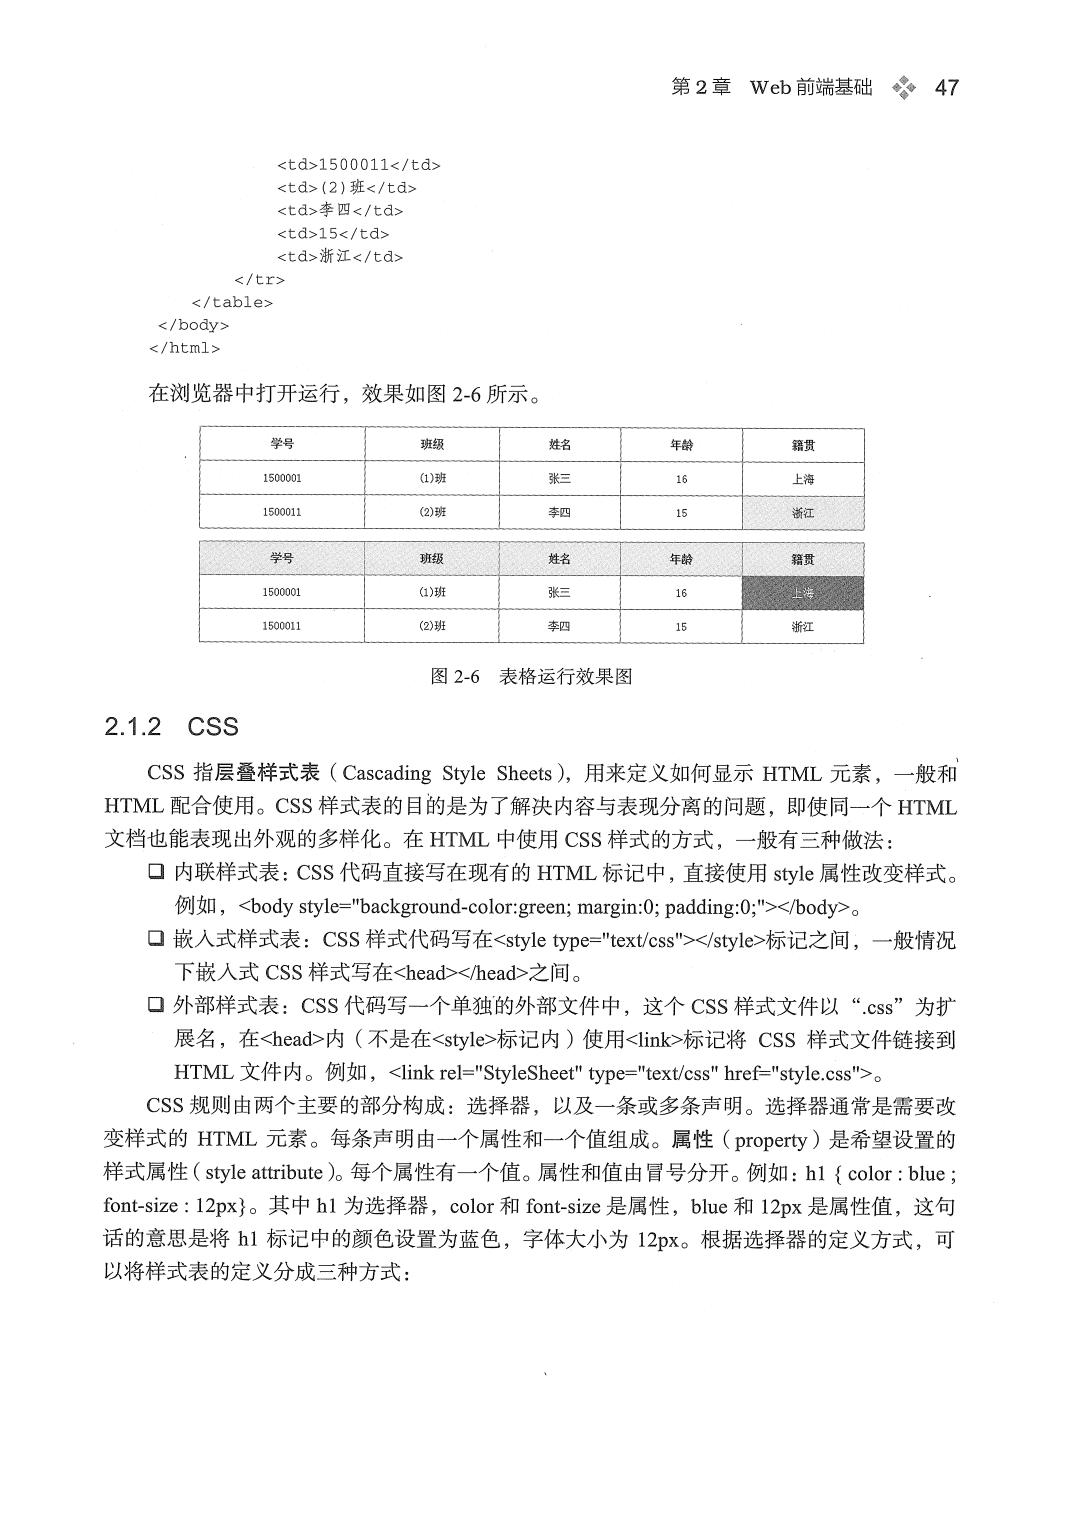 第 2 章 Web 前端基础 47
<td>1500011</td>
<td>(2)班</td>
<td>李四</td>
<td>15</td>
<td>浙江</td>
</tr>
</table>
</body>
</html>
在浏览器中打开运行，效果如图 2-6 所示。
学号 班级 姓名 年龄 籍贯
1500001 (1)班 张三 16 上海
1500011 (2)班 李四 15 浙江
学号 班级 姓名 年龄 籍贯
1500001 (1)班 张三 16 上海
1500011 (2)班 李四 15 浙江
图 2-6 表格运行效果图
2.1.2 CSS
CSS 指层叠样式表（Cascading Style Sheets），用来定义如何显示 HTML 元素，一般和
HTML 配合使用。CSS 样式表的目的是为了解决内容与表现分离的问题，即使同一个 HTML
文档也能表现出外观的多样化。在 HTML 中使用 CSS 样式的方式，一般有三种做法：
❑ 内联样式表：CSS 代码直接写在现有的 HTML 标记中，直接使用 style 属性改变样式。
例如，<body style="background-color:green; margin:0; padding:0;"></body>。
❑ 嵌入式样式表：CSS 样式代码写在<style type="text/css"></style>标记之间，一般情况
下嵌入式 CSS 样式写在<head></head>之间。
❑ 外部样式表：CSS 代码写一个单独的外部文件中，这个 CSS 样式文件以“.css”为扩
展名，在<head>内（不是在<style>标记内）使用<link>标记将 CSS 样式文件链接到
HTML 文件内。例如，<link rel="StyleSheet" type="text/css" href="style.css">。
CSS 规则由两个主要的部分构成：选择器，以及一条或多条声明。选择器通常是需要改
变样式的 HTML 元素。每条声明由一个属性和一个值组成。属性（property）是希望设置的
样式属性（style attribute）。每个属性有一个值。属性和值由冒号分开。例如：h1 { color : blue ;
font-size : 12px}。其中 h1 为选择器，color 和 font-size 是属性，blue 和 12px 是属性值，这句
话的意思是将 h1 标记中的颜色设置为蓝色，字体大小为 12px。根据选择器的定义方式，可
以将样式表的定义分成三种方式：